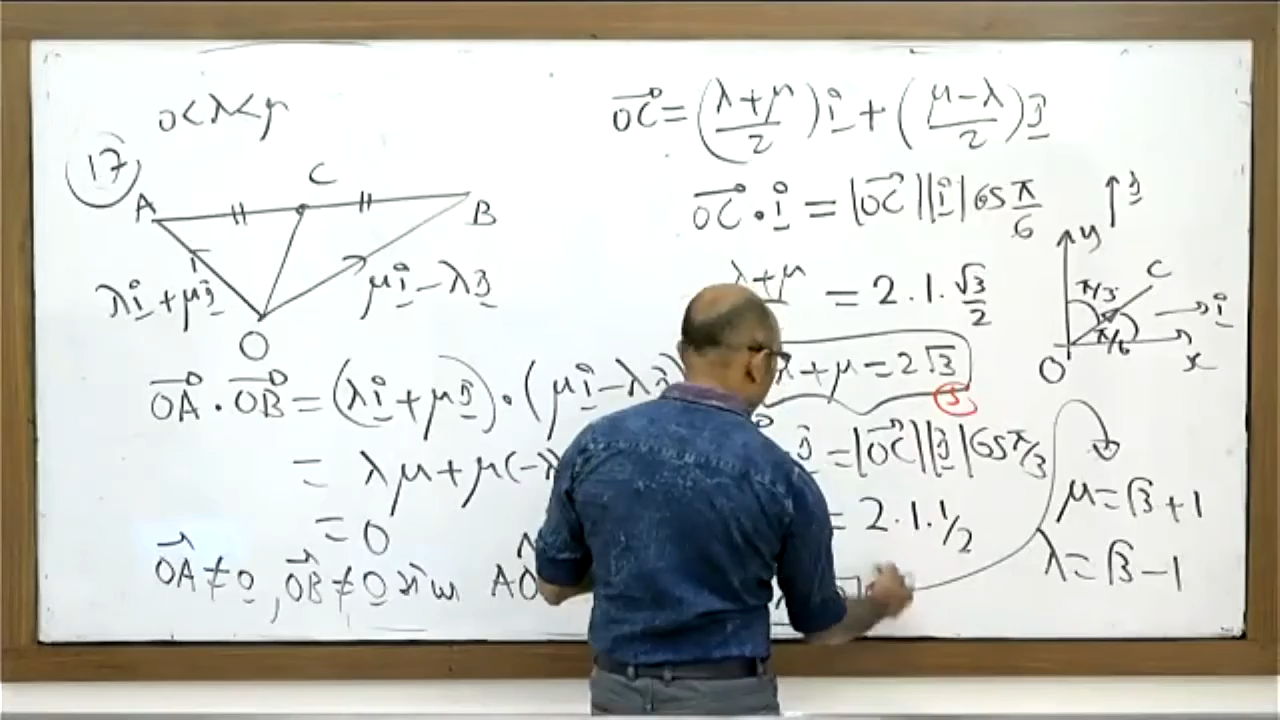 0<λ<μ
17
A
C
B
λi+μj
μi-λj
O
OA·OB=(λi+μj)·(μi-λ
= λμ+μ(-λ
= 0
OA≠0, OB≠0
OC=((λ+μ)/2)i+((μ-λ)/2)j
OC·i=|OC||i|cos π/6
λ+μ = 2.1.√3/2
λ+μ=2√3
j=|OC||j|cos π/3
= 2.1.1/2
j
y
C
π/3
i
π/6
O
x
μ=√3+1
λ=√3-1